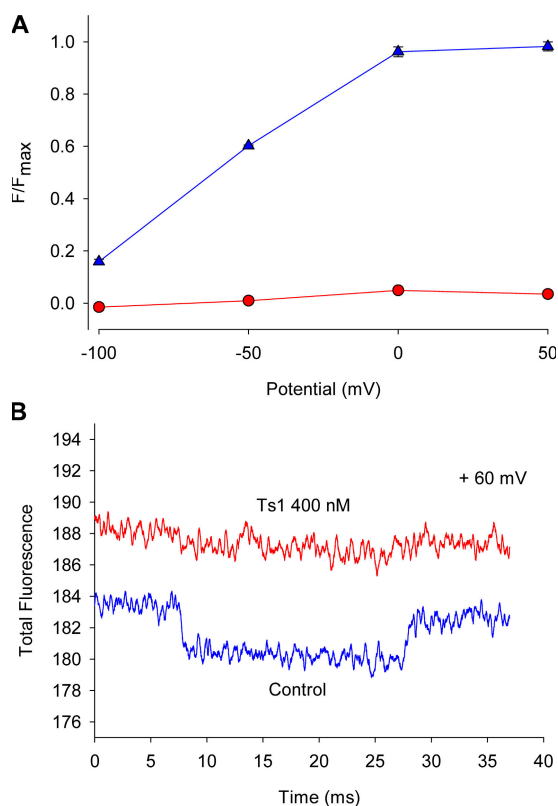 A
1.0
0.8
0.6
0.4
0.2
0.0
F/Fmax
-100 -50 0 50
Potential (mV)
B
194
192
190
188
186
184
182
180
178
176
Total Fluorescence
+ 60 mV
Ts1 400 nM
Control
0 5 10 15 20 25 30 35 40
Time (ms)